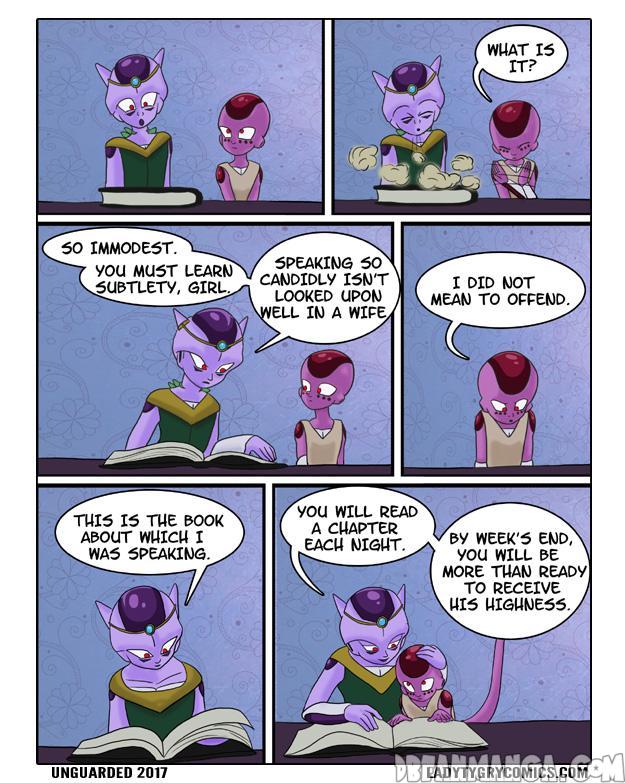 WHAT IS
IT?
SO IMMODEST.
YOU MUST LEARN
SUBTLETY, GIRL.
SPEAKING SO
CANDIDLY ISN'T
LOOKED UPON
WELL IN A WIFE
I DID NOT
MEAN TO OFFEND.
THIS IS THE BOOK
ABOUT WHICH I
WAS SPEAKING.
YOU WILL READ
A CHAPTER
EACH NIGHT.
BY WEEK'S END,
YOU WILL BE
MORE THAN READY
TO RECEIVE
HIS HIGHNESS.
UNGUARDED 2017
LADYTYGRYCOMICS.COM
DBFANMANGA.COM